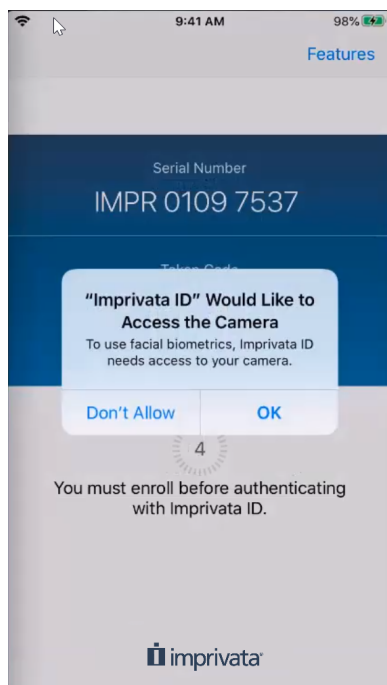 9:41 AM
98%
Features
Serial Number
IMPR 0109 7537
Token Code
“Imprivata ID” Would Like to
Access the Camera
To use facial biometrics, Imprivata ID
needs access to your camera.
Don’t Allow
OK
4
You must enroll before authenticating
with Imprivata ID.
imprivata®